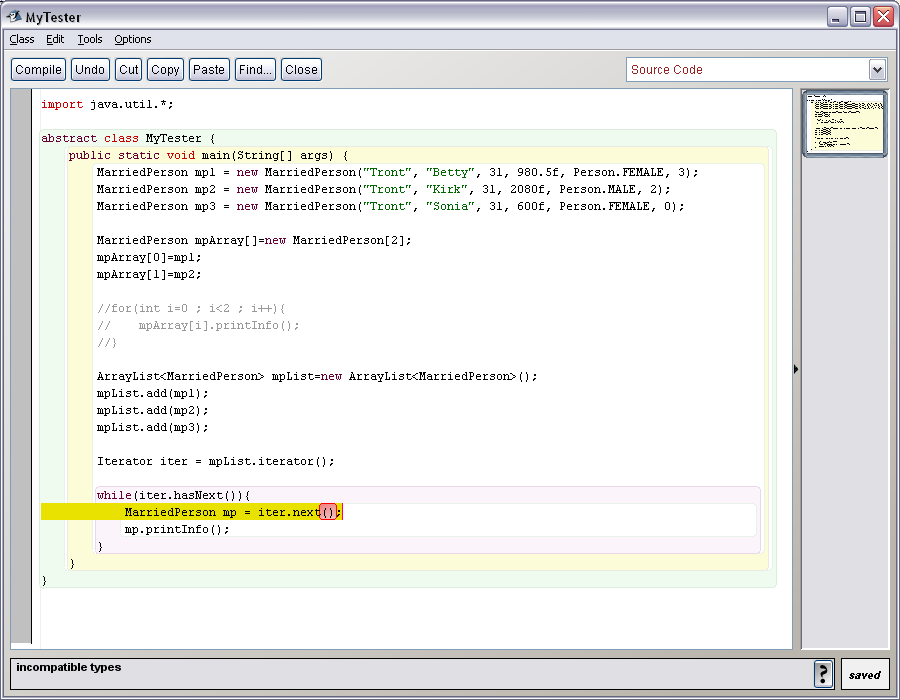 MyTester
Class Edit Tools Options
Compile Undo Cut Copy Paste Find... Close Source Code
import java.util.*;
abstract class MyTester {
public static void main(String[] args) {
MarriedPerson mp1 = new MarriedPerson("Tront", "Betty", 31, 980.5f, Person.FEMALE, 3);
MarriedPerson mp2 = new MarriedPerson("Tront", "Kirk", 31, 2080f, Person.MALE, 2);
MarriedPerson mp3 = new MarriedPerson("Tront", "Sonia", 31, 600f, Person.FEMALE, 0);
MarriedPerson mpArray[]=new MarriedPerson[2];
mpArray[0]=mp1;
mpArray[1]=mp2;
//for(int i=0 ; i<2 ; i++){
// mpArray[i].printInfo();
//}
ArrayList<MarriedPerson> mpList=new ArrayList<MarriedPerson>();
mpList.add(mp1);
mpList.add(mp2);
mpList.add(mp3);
Iterator iter = mpList.iterator();
while(iter.hasNext()){
MarriedPerson mp = iter.next();
mp.printInfo();
}
}
}
incompatible types
? saved